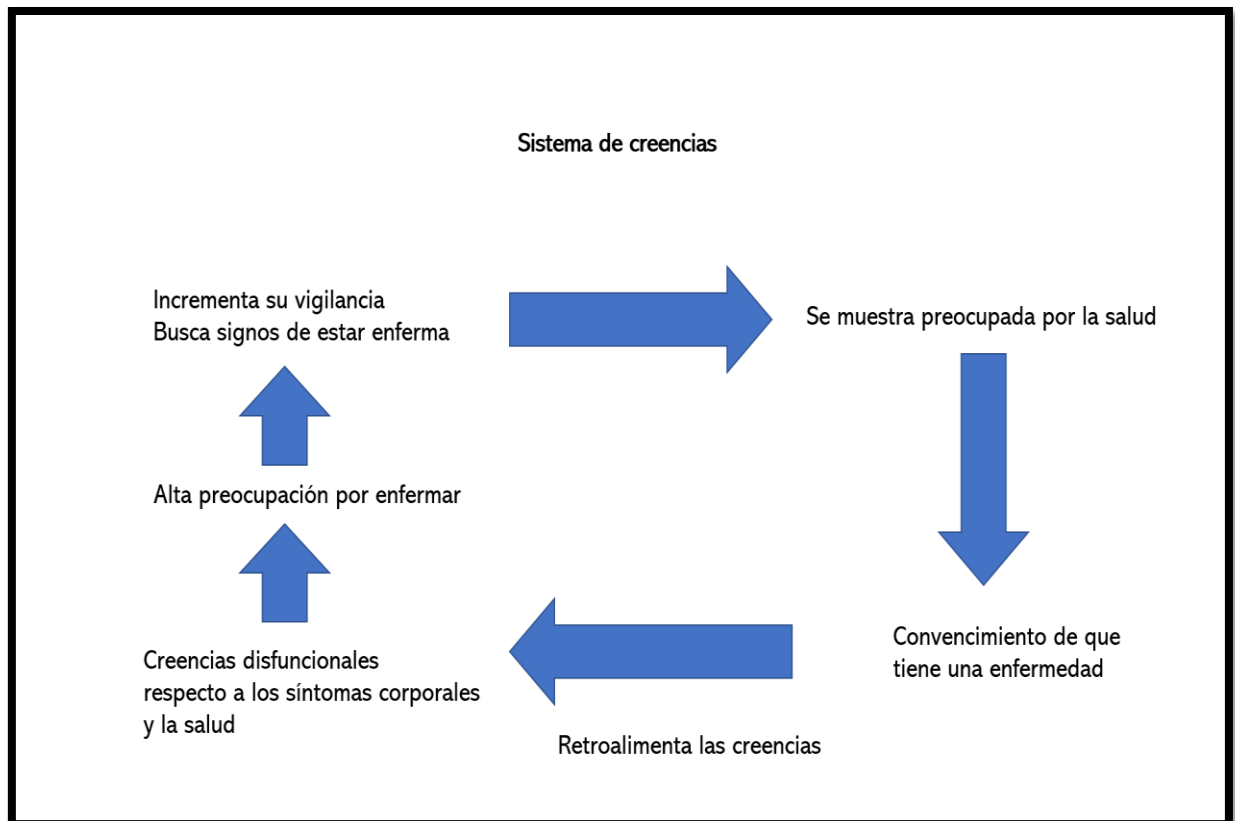 Sistema de creencias
Incrementa su vigilancia
Busca signos de estar enferma
Se muestra preocupada por la salud
Alta preocupación por enfermar
Convencimiento de que
tiene una enfermedad
Creencias disfuncionales
respecto a los síntomas corporales
y la salud
Retroalimenta las creencias